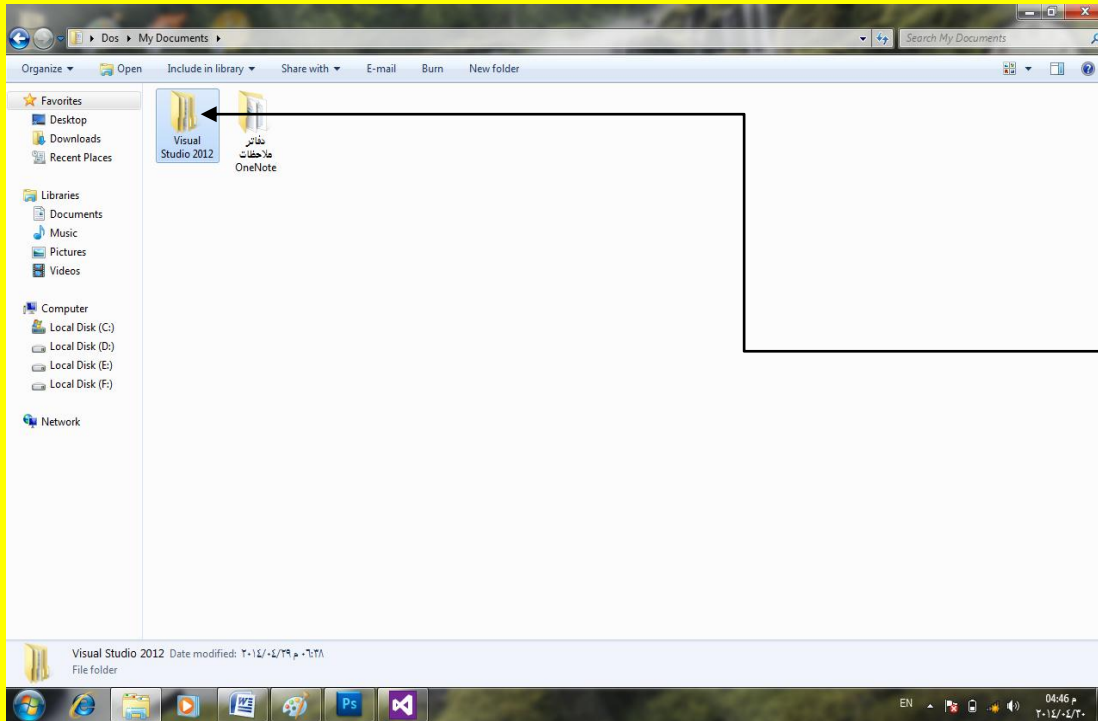 Dos My Documents
Search My Documents
Organize Open Include in library Share with E-mail Burn New folder
Favorites
Desktop
Downloads
Recent Places
Libraries
Documents
Music
Pictures
Videos
Computer
Local Disk (C:)
Local Disk (D:)
Local Disk (E:)
Local Disk (F:)
Network
Visual
Studio 2012
دفاتر
ملاحظات
OneNote
Visual Studio 2012 Date modified: ٢٠١٤/٠٤/٢٩ م ٠٦:٣٨
File folder
Ps
EN
04:46 م
٢٠١٤/٠٤/٣٠